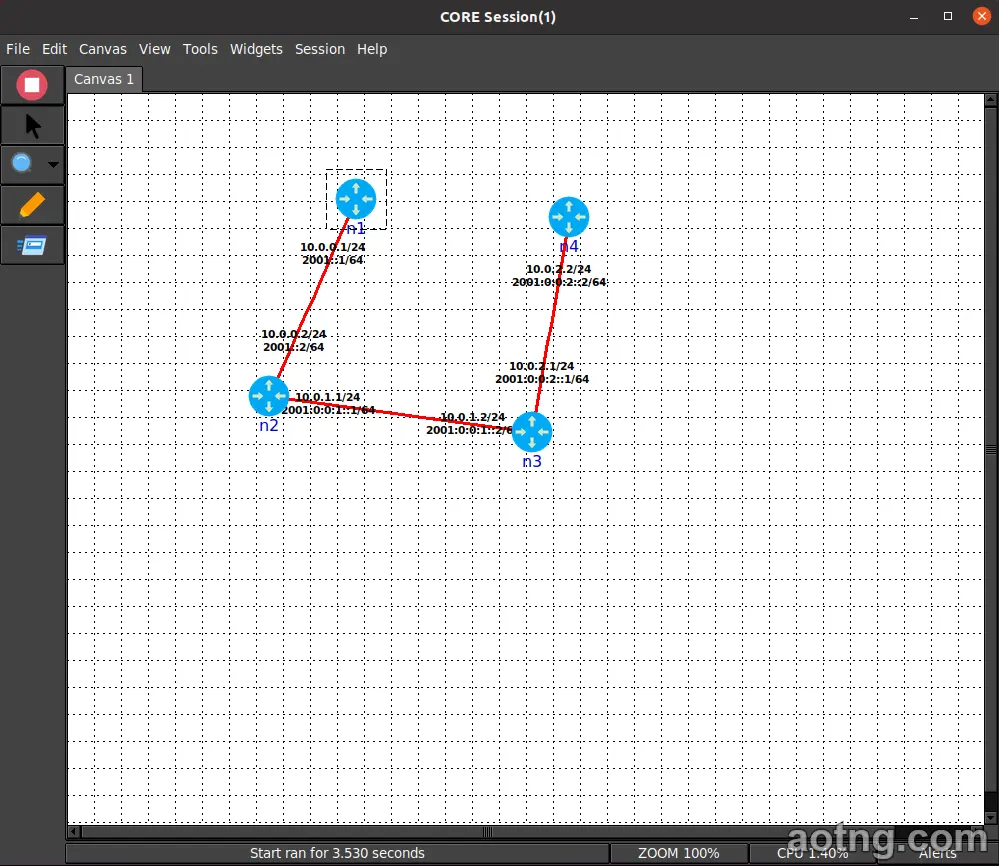 CORE Session(1)
File Edit Canvas View Tools Widgets Session Help
Canvas 1
n1
10.0.0.1/24
2001::1/64
n4
10.0.2.2/24
2001:0:0:2::2/64
10.0.0.2/24
2001::2/64
10.0.2.1/24
2001:0:0:2::1/64
n2
10.0.1.1/24
2001:0:0:1::1/64
10.0.1.2/24
2001:0:0:1::2/6
n3
Start ran for 3.530 seconds
ZOOM 100%
CPU 1.40%
Alerts
aotng.com